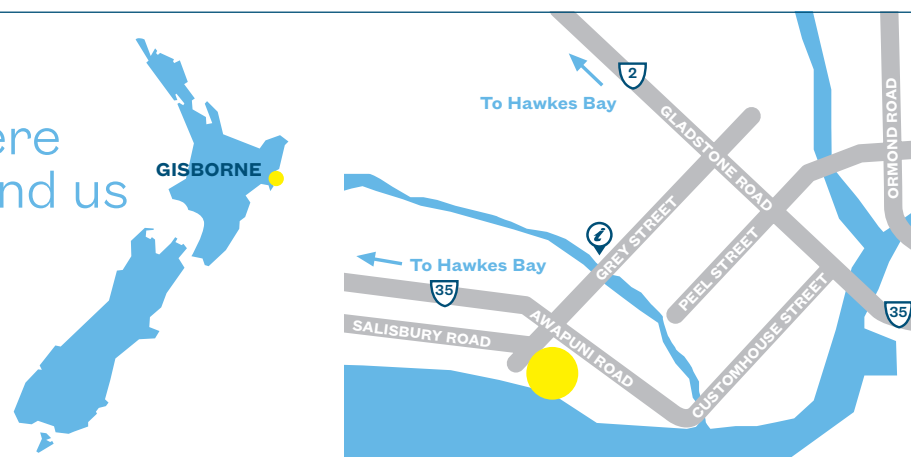 ere
nd us
GISBORNE
2
To Hawkes Bay
GLADSTONE ROAD
ORMOND ROAD
i
GREY STREET
PEEL STREET
To Hawkes Bay
35
SALISBURY ROAD
AWAPUNI ROAD
CUSTOMHOUSE STREET
35